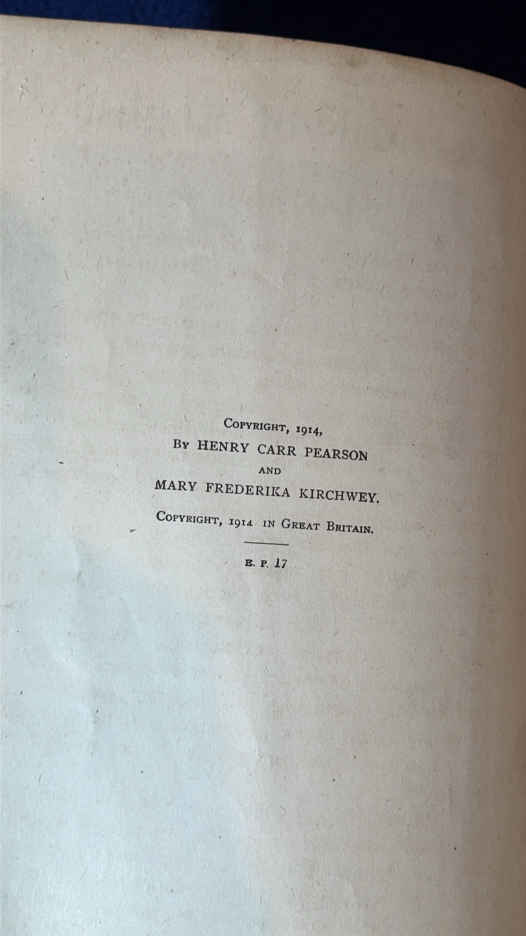 Copyright, 1914,
By HENRY CARR PEARSON
AND
MARY FREDERIKA KIRCHWEY.
Copyright, 1914 in Great Britain.
E. P. 17